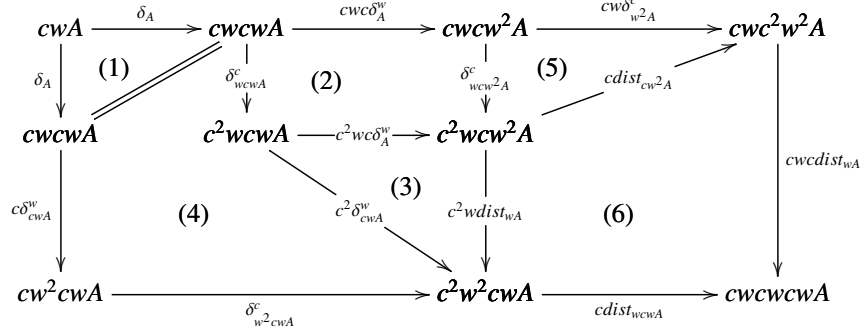 cwA δ_A cwcwA cwcδ^w_A cwcw²A cwδ^c_{w²A} cwc²w²A
δ_A (1) δ^c_{wcwA} (2) δ^c_{wcw²A} (5) cdist_{cw²A}
cwcwA c²wcwA c²wcδ^w_A c²wcw²A cwcdist_{wA}
cδ^w_{cwA} (4) c²δ^w_{cwA} (3) c²wdist_{wA} (6)
cw²cwA δ^c_{w²cwA} c²w²cwA cdist_{wcwA} cwcwcwA